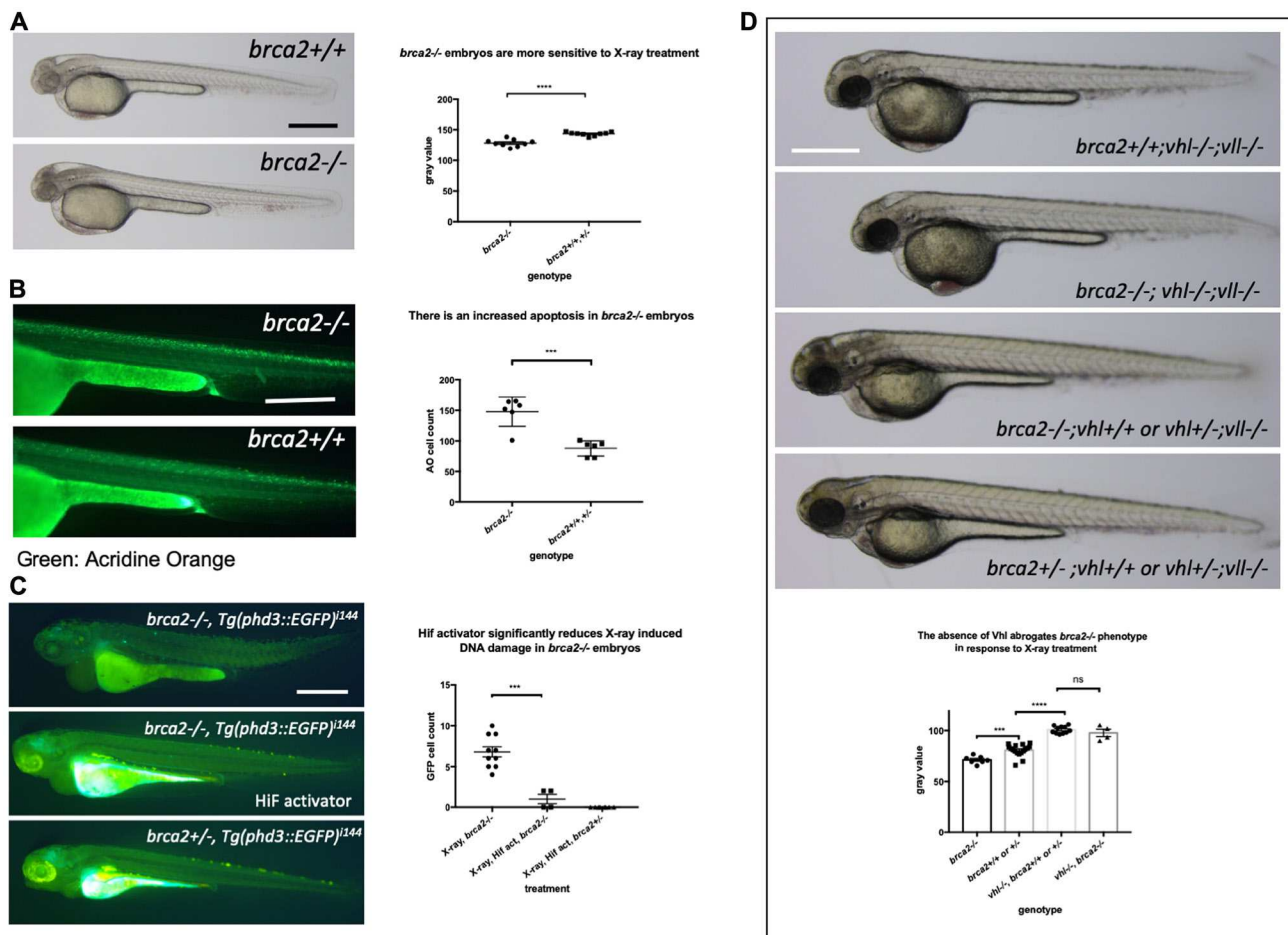 A
brca2+/+
brca2-/-
brca2-/- embryos are more sensitive to X-ray treatment
****
200
150
100
50
0
gray value
brca2-/-
brca2+/+,+/-
genotype
B
brca2-/-
brca2+/+
Green: Acridine Orange
There is an increased apoptosis in brca2-/- embryos
***
200
150
100
50
0
AO cell count
brca2-/-
brca2+/+,+/-
genotype
C
brca2-/-, Tg(phd3::EGFP)i144
brca2-/-, Tg(phd3::EGFP)i144
HiF activator
brca2+/-, Tg(phd3::EGFP)i144
Hif activator significantly reduces X-ray induced
DNA damage in brca2-/- embryos
***
15
10
5
0
GFP cell count
X-ray, brca2-/-
X-ray, Hif act, brca2-/-
X-ray, Hif act, brca2+/-
treatment
D
brca2+/+;vhl-/-;vll-/-
brca2-/-; vhl-/-;vll-/-
brca2-/-;vhl+/+ or vhl+/-;vll-/-
brca2+/- ;vhl+/+ or vhl+/-;vll-/-
The absence of Vhl abrogates brca2-/- phenotype
in response to X-ray treatment
ns
****
***
100
50
0
gray value
brca2-/-
brca2+/+ or +/-
vhl-/-, brca2+/+ or +/-
vhl-/-, brca2-/-
genotype